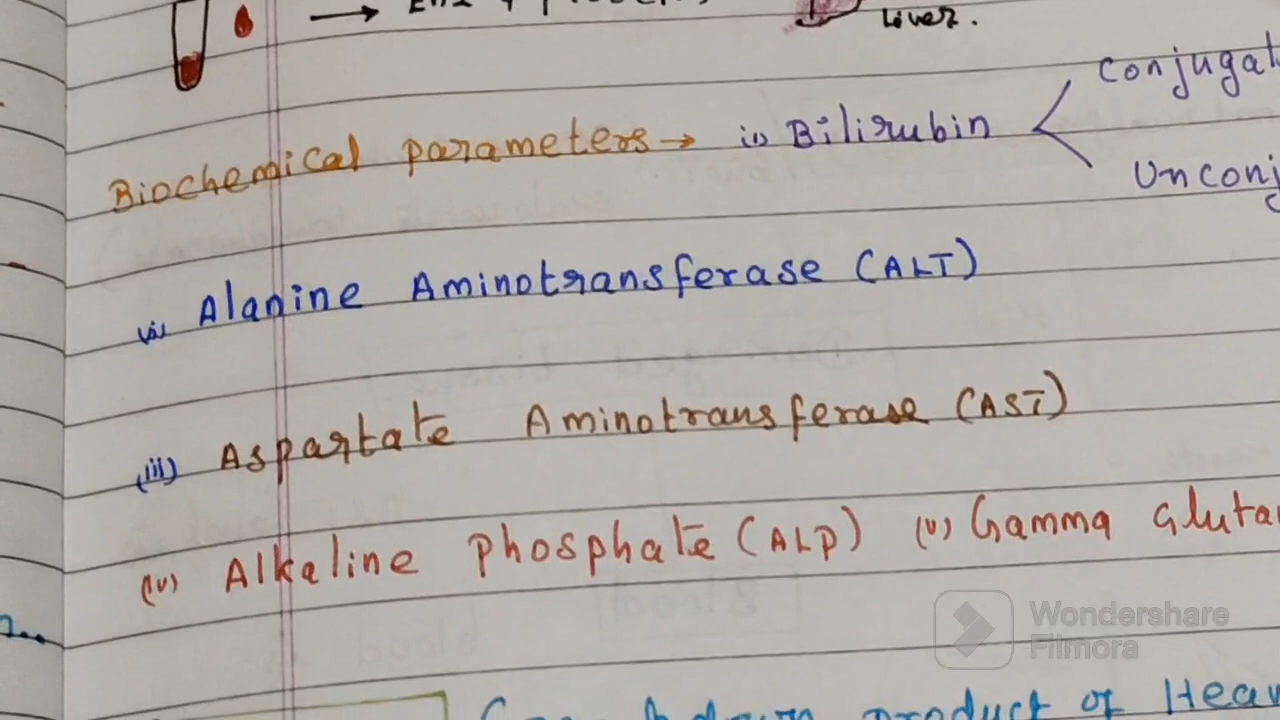 Liver.
Biochemical parameters → (i) Bilirubin < Conjugat
Unconj
(ii) Alanine Aminotransferase (ALT)
(iii) Aspartate Aminotransferase (AST)
(iv) Alkaline phosphate (ALP) (v) Gamma Gluta
product of Hea
Wondershare
Filmora